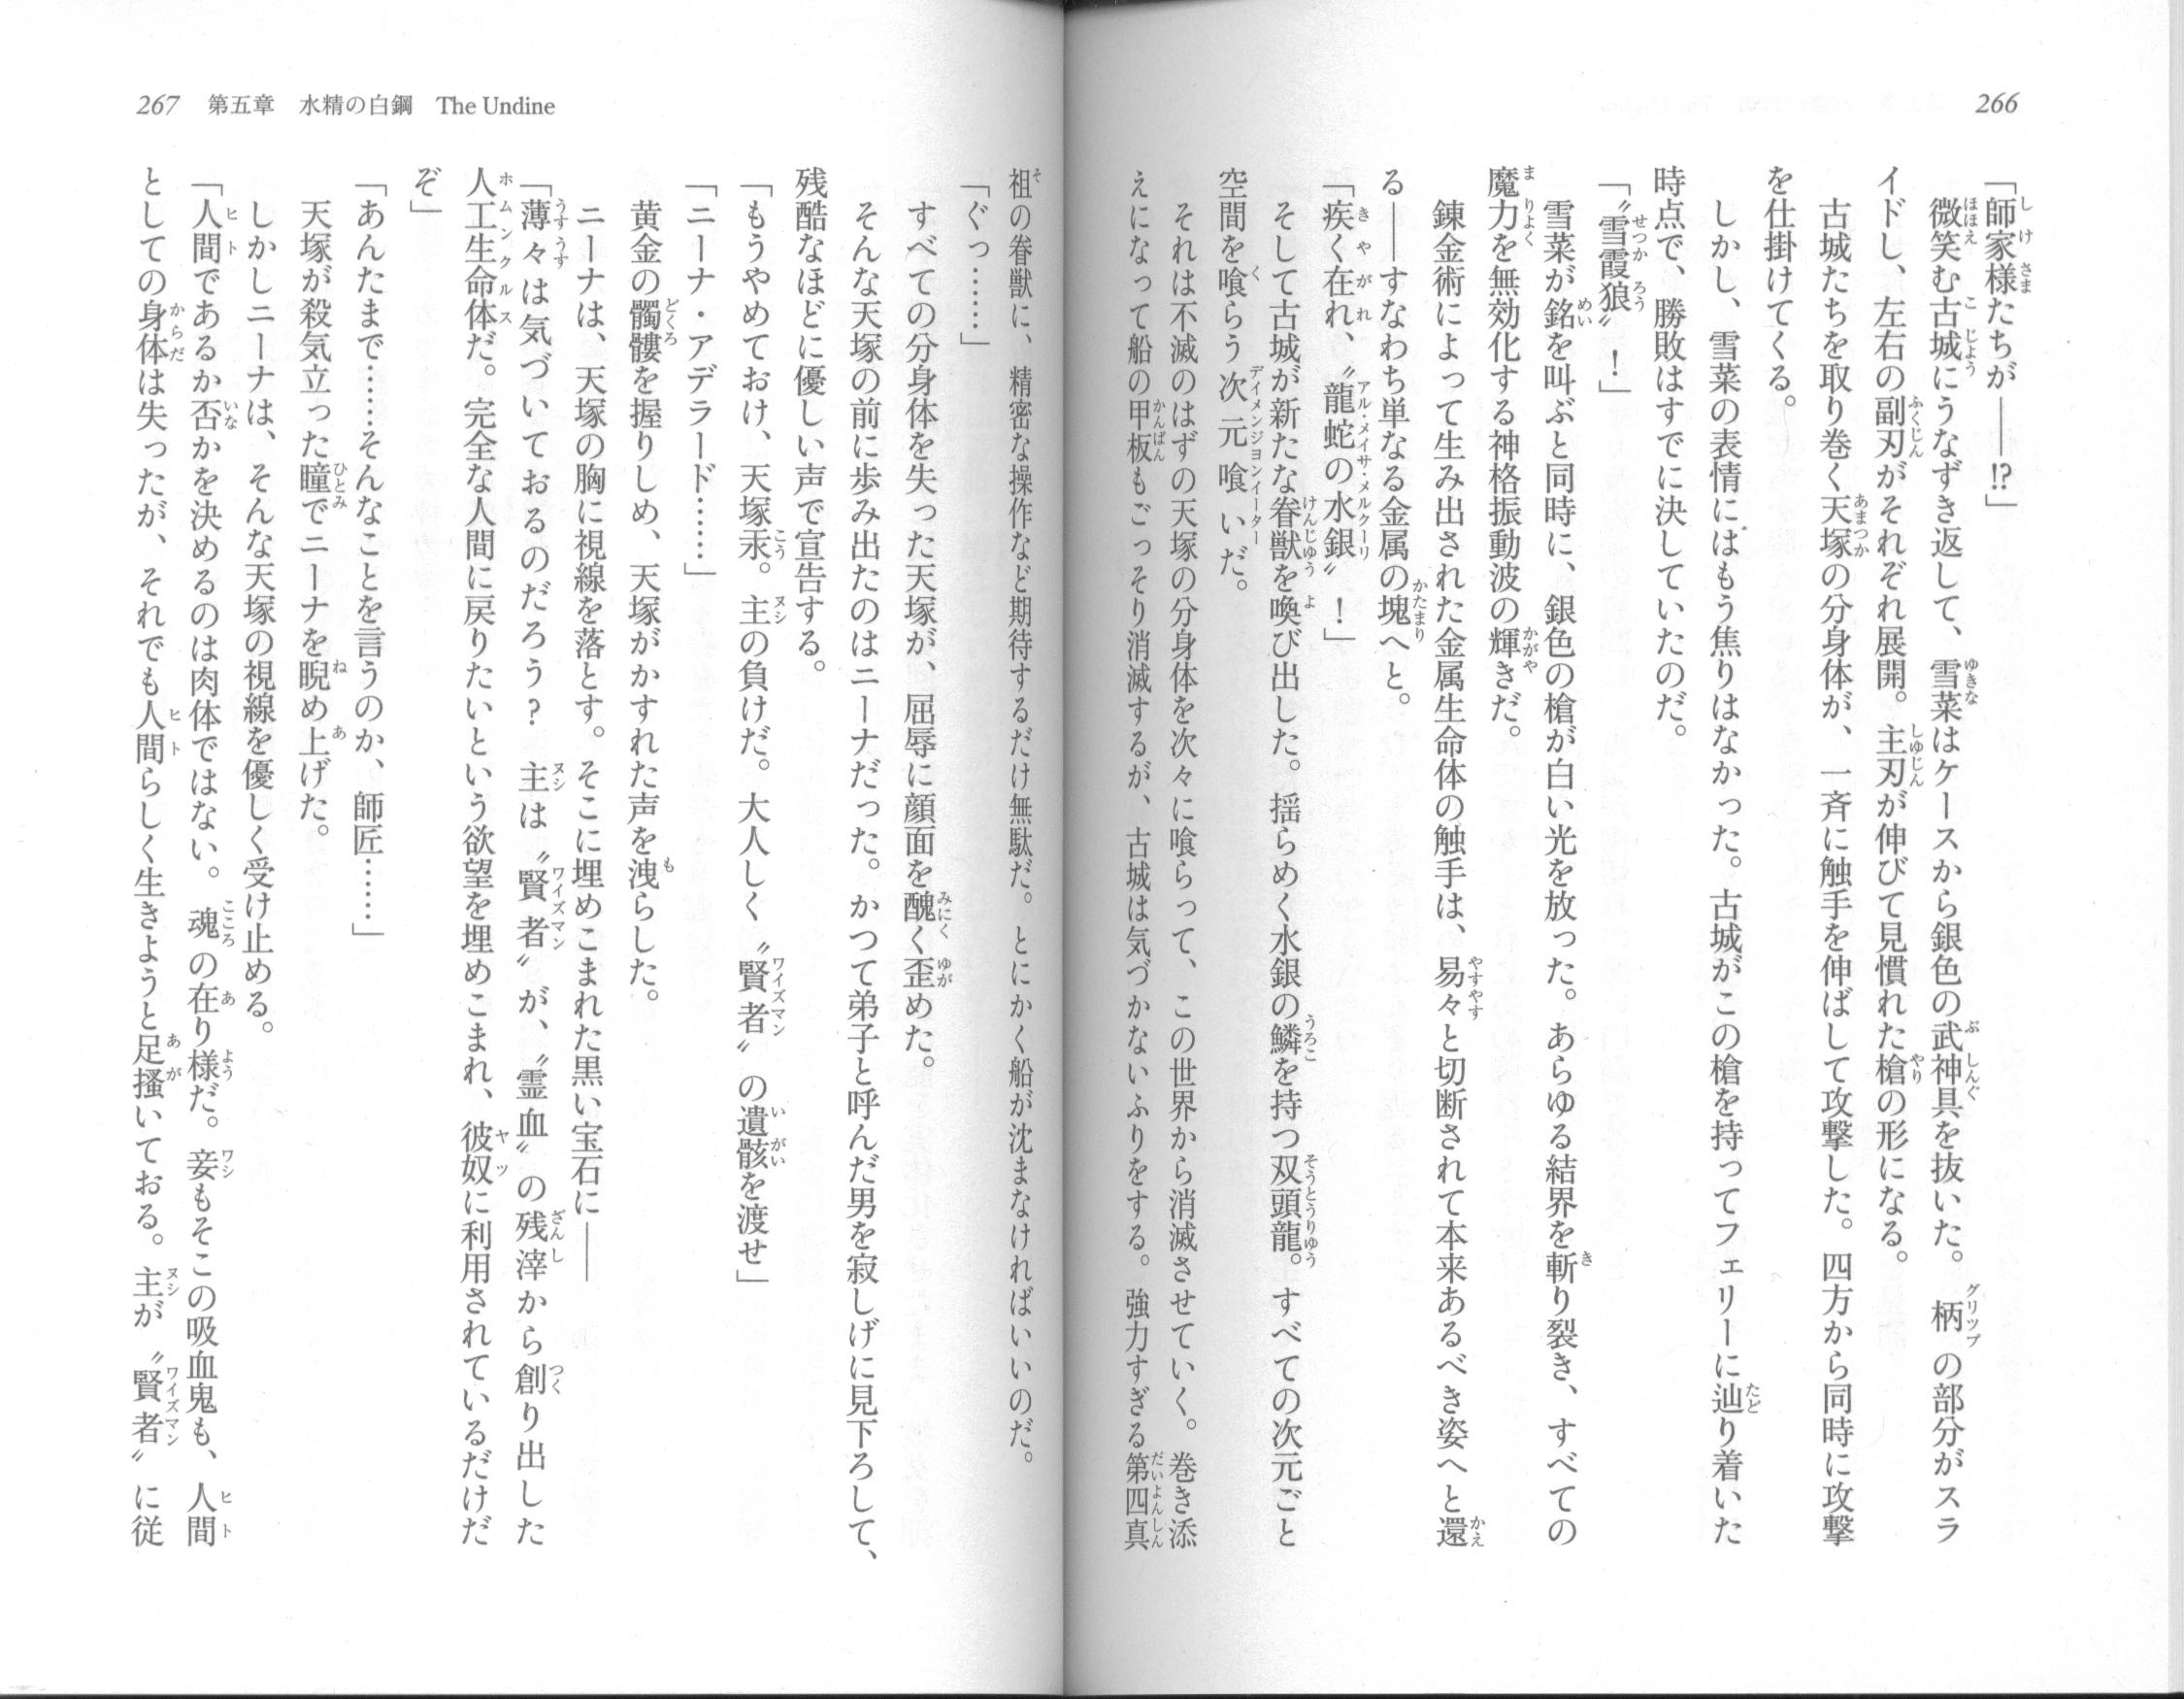 266
「師家様たちが――!?」
微笑む古城にうなずき返して、雪菜はケースから銀色の武神具を抜いた。柄の部分がスラ
イドし、左右の副刃がそれぞれ展開。主刃が伸びて見慣れた槍の形になる。
古城たちを取り巻く天塚の分身体が、一斉に触手を伸ばして攻撃した。四方から同時に攻撃
を仕掛けてくる。
しかし、雪菜の表情にはもう焦りはなかった。古城がこの槍を持ってフェリーに辿り着いた
時点で、勝敗はすでに決していたのだ。
「〝雪霞狼〟！」
雪菜が銘を叫ぶと同時に、銀色の槍が白い光を放った。あらゆる結界を斬り裂き、すべての
魔力を無効化する神格振動波の輝きだ。
錬金術によって生み出された金属生命体の触手は、易々と切断されて本来あるべき姿へと還
る――すなわち単なる金属の塊へと。
「疾く在れ、〝龍蛇の水銀〟！」
そして古城が新たな眷獣を喚び出した。揺らめく水銀の鱗を持つ双頭龍。すべての次元ごと
空間を喰らう次元喰いだ。
それは不滅のはずの天塚の分身体を次々に喰らって、この世界から消滅させていく。巻き添
えになって船の甲板もごっそり消滅するが、古城は気づかないふりをする。強力すぎる第四真
267 第五章 水精の白鋼 The Undine
祖の眷獣に、精密な操作など期待するだけ無駄だ。とにかく船が沈まなければいいのだ。
「ぐっ……」
すべての分身体を失った天塚が、屈辱に顔面を醜く歪めた。
そんな天塚の前に歩み出たのはニーナだった。かつて弟子と呼んだ男を寂しげに見下ろして、
残酷なほどに優しい声で宣告する。
「もうやめておけ、天塚汞。主の負けだ。大人しく〝賢者〟の遺骸を渡せ」
「ニーナ・アデラード……」
黄金の髑髏を握りしめ、天塚がかすれた声を洩らした。
ニーナは、天塚の胸に視線を落とす。そこに埋めこまれた黒い宝石に――
「薄々は気づいておるのだろう？　主は〝賢者〟が、〝霊血〟の残滓から創り出した
人工生命体だ。完全な人間に戻りたいという欲望を埋めこまれ、彼奴に利用されているだけだ
ぞ」
「あんたまで……そんなことを言うのか、師匠……」
天塚が殺気立った瞳でニーナを睨め上げた。
しかしニーナは、そんな天塚の視線を優しく受け止める。
「人間であるか否かを決めるのは肉体ではない。魂の在り様だ。妾もそこの吸血鬼も、人間
としての身体は失ったが、それでも人間らしく生きようと足掻いておる。主が〝賢者〟に従